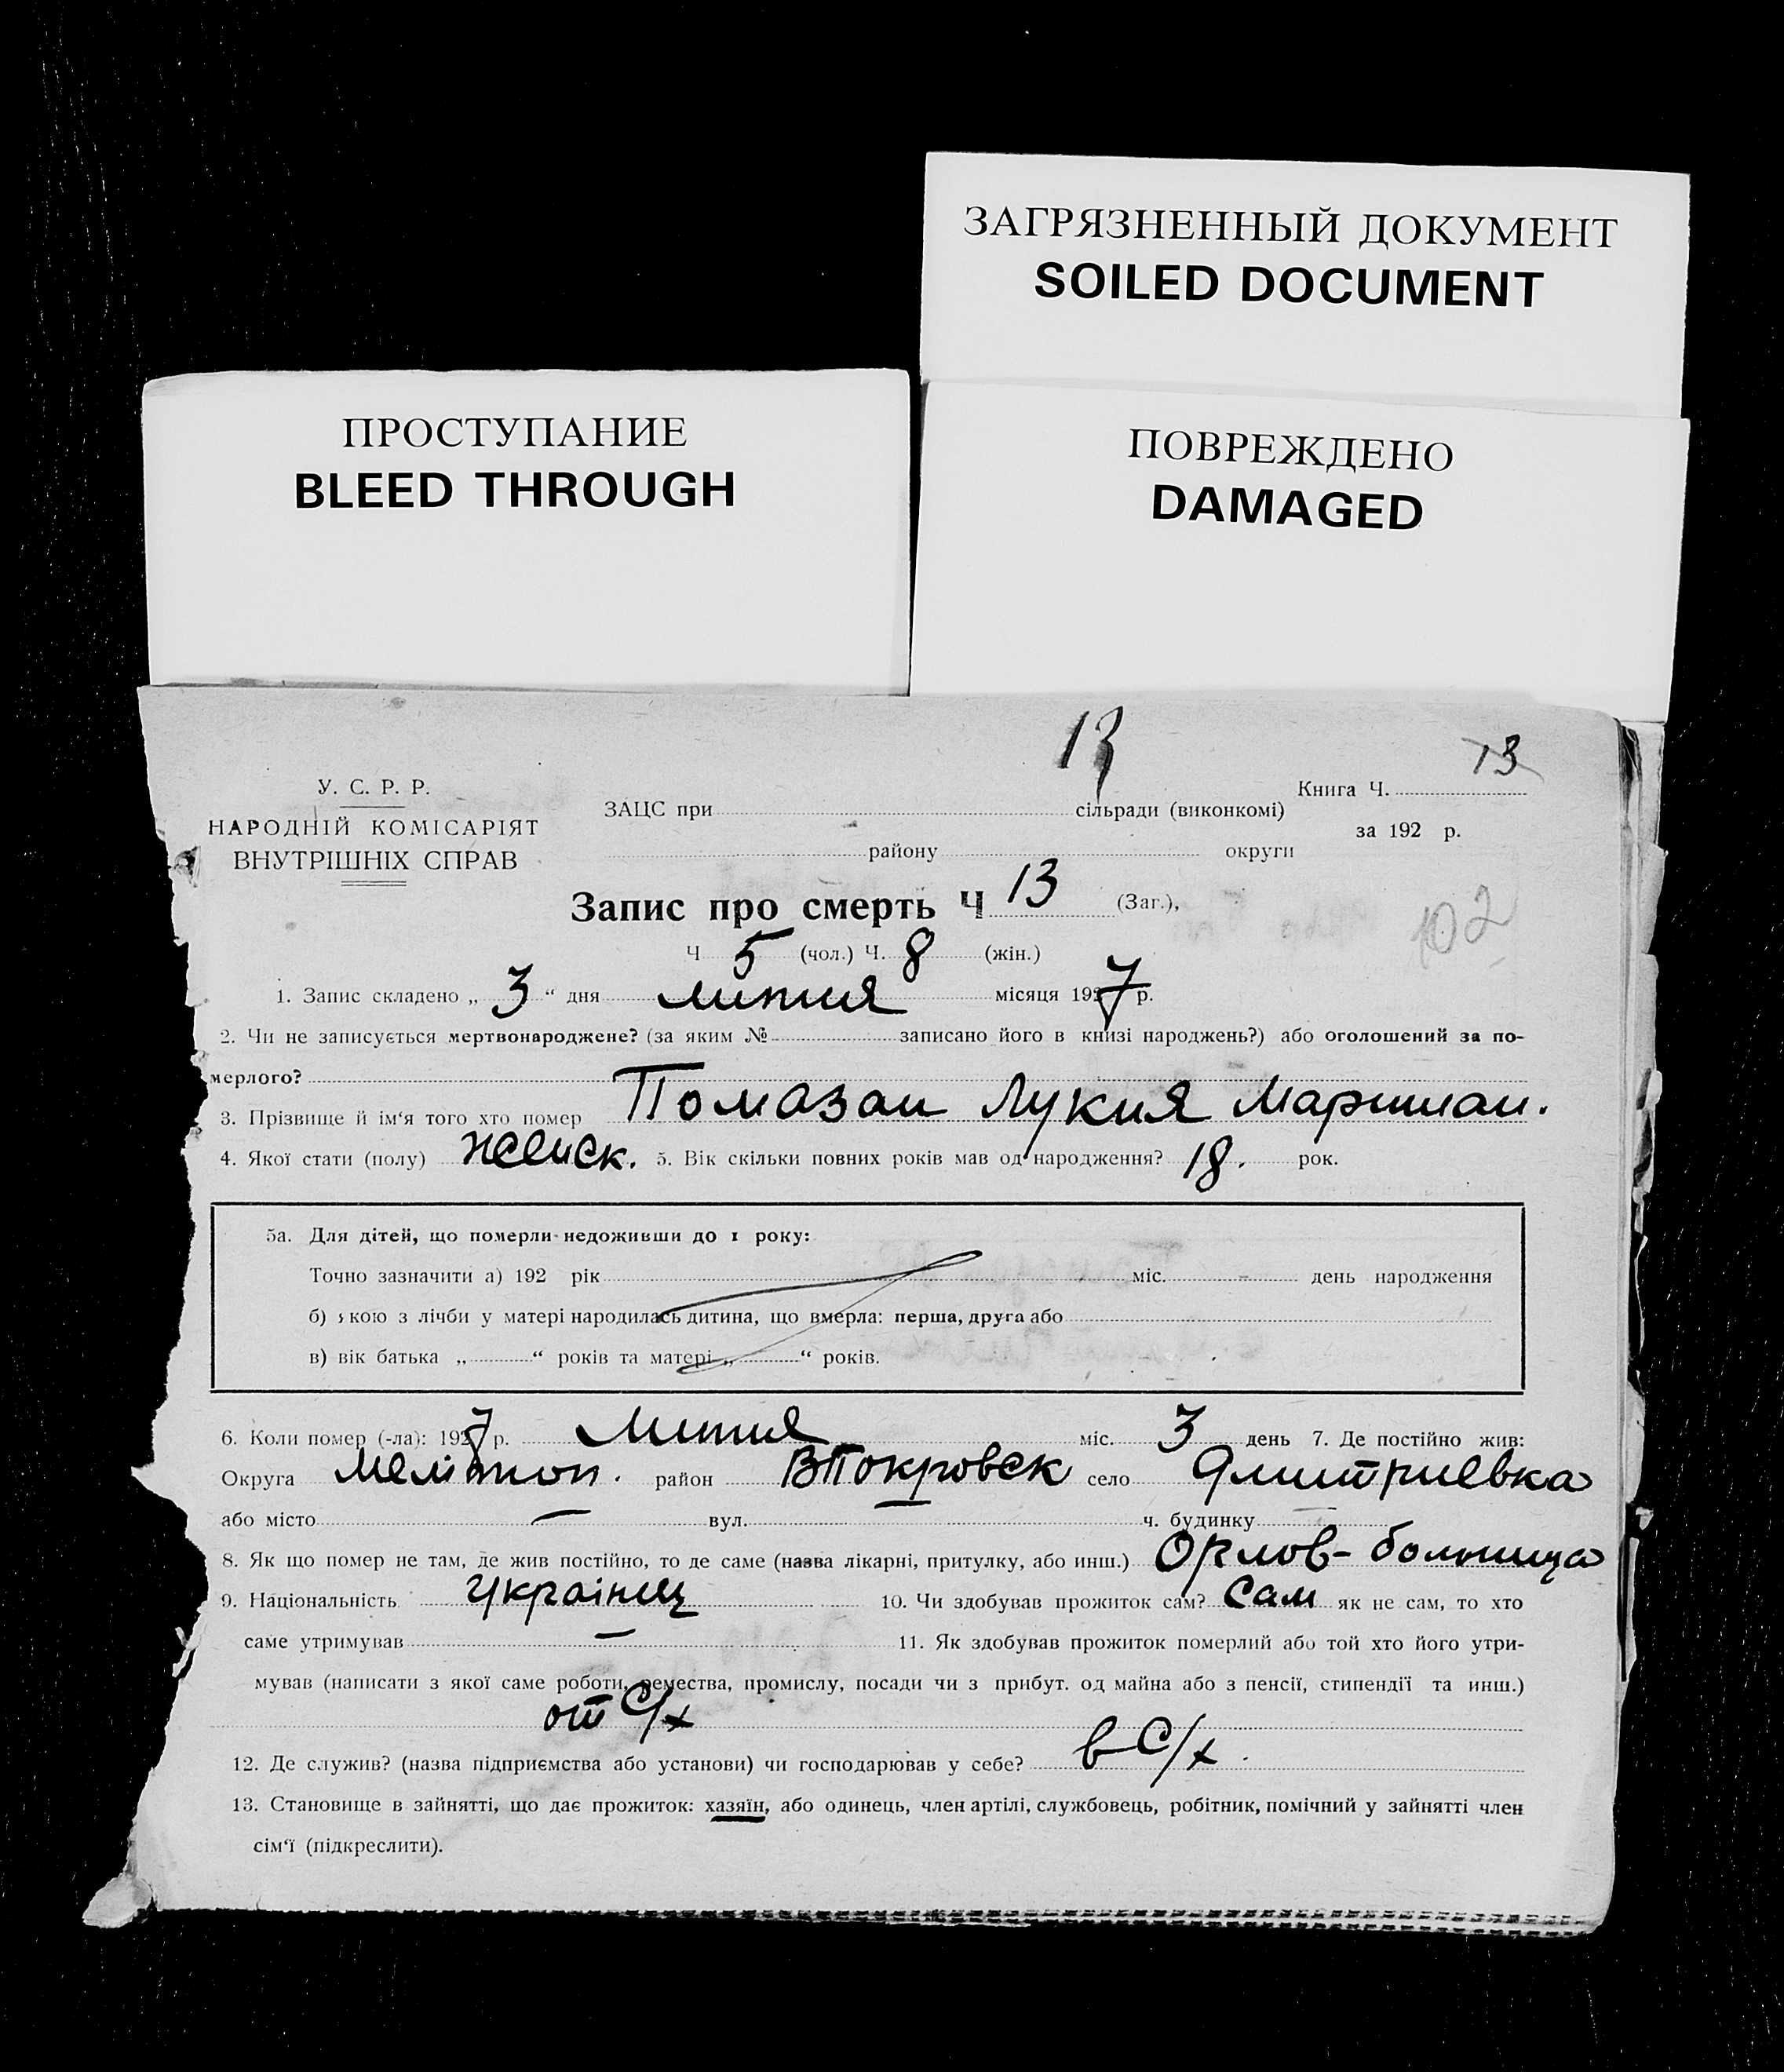 ЗАГРЯЗНЕННЫЙ ДОКУМЕНТ
SOILED DOCUMENT
ПРОСТУПАНИЕ
BLEED THROUGH
ПОВРЕЖДЕНО
DAMAGED
13
13
У. С. Р. Р.
НАРОДНІЙ КОМІСАРІЯТ
ВНУТРІШНІХ СПРАВ
Книга Ч.
ЗАЦС при сільради (виконкомі)
за 192 р.
району округи
Запис про смерть Ч 13 (Заг.),
102
Ч 5 (чол.) Ч. 8 (жін.)
1. Запис складено „ 3 “ дня липня місяця 1927 р.
2. Чи не записується мертвонароджене? (за яким № записано його в книзі народжень?) або оголошений за по-
мерлого?
3. Прізвище й ім‘я того хто помер Помазан Лукия
4. Якої стати (полу) женск. 5. Вік скільки повних років мав од народження? 18. рок.
5а. Для дітей, що померли недоживши до 1 року:
Точно зазначити а) 192 рік міс. день народження
б) якою з лічби у матері народилась дитина, що вмерла: перша, друга або
в) вік батька „ “ років та матері „ “ років.
6. Коли помер (-ла): 1927 р. липня міс. 3 день 7. Де постійно жив:
Округа Мелітоп. район ВПокровск село Дмитриевка
або місто — вул. — ч. будинку —
8. Як що помер не там, де жив постійно, то де саме (назва лікарні, притулку, або инш.) Орлов- больница
9. Національність Українц 10. Чи здобував прожиток сам? Сам як не сам, то хто
саме утримував — 11. Як здобував прожиток померлий або той хто його утри-
мував (написати з якої саме роботи, ремества, промислу, посади чи з прибут. од майна або з пенсії, стипендії та инш.)
от С/х
12. Де служив? (назва підприємства або установи) чи господарював у себе? в С/х.
13. Становище в зайнятті, що дає прожиток: хазяїн, або одинець, член артілі, службовець, робітник, помічний у зайнятті член
сім‘ї (підкреслити).